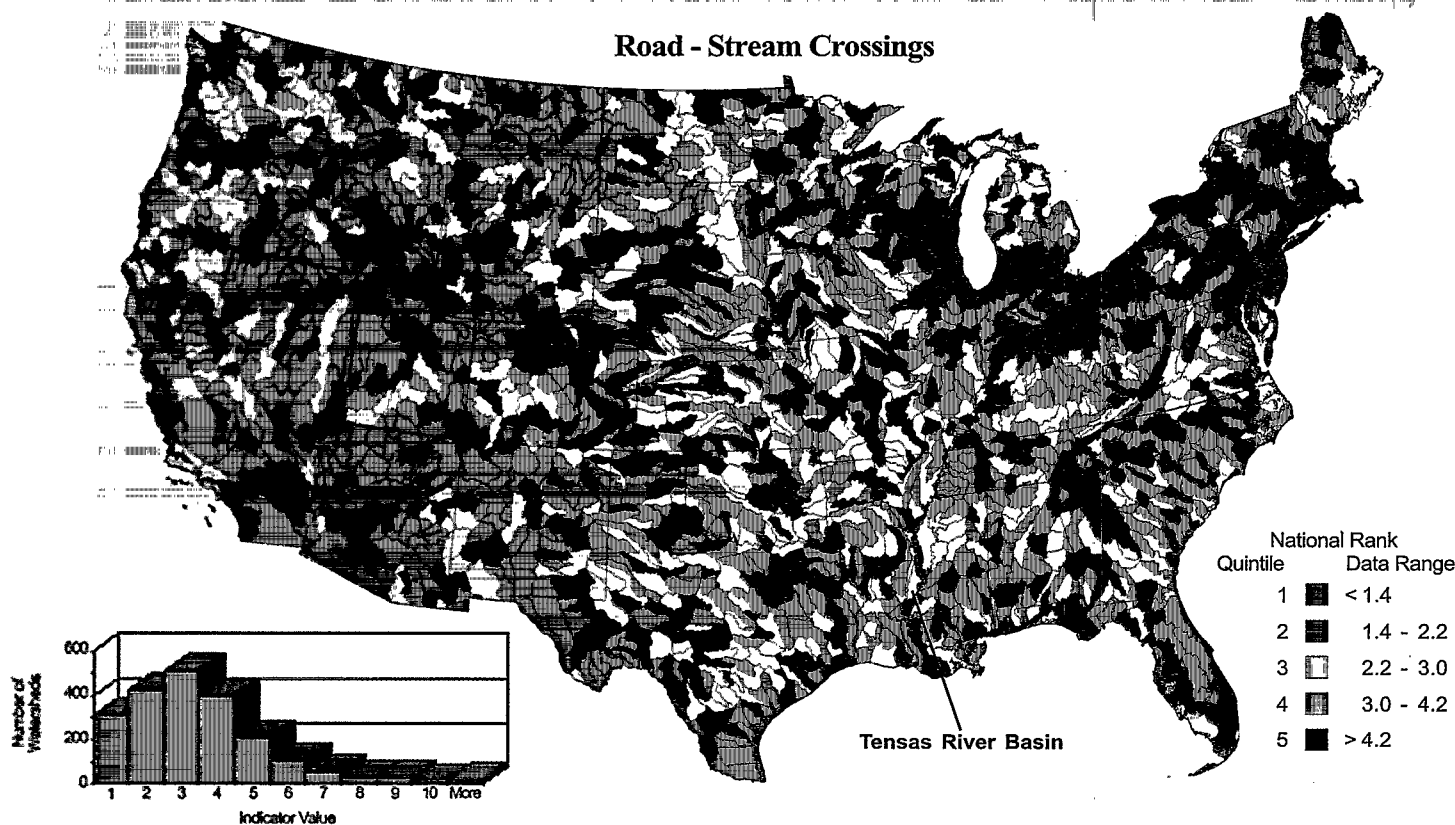 Road - Stream Crossings
National Rank
Quintile Data Range
1 < 1.4
2 1.4 - 2.2
3 2.2 - 3.0
4 3.0 - 4.2
5 > 4.2
Tensas River Basin
600
400
200
0
Number of
Watersheds
1 2 3 4 5 6 7 8 9 10 More
Indicator Value